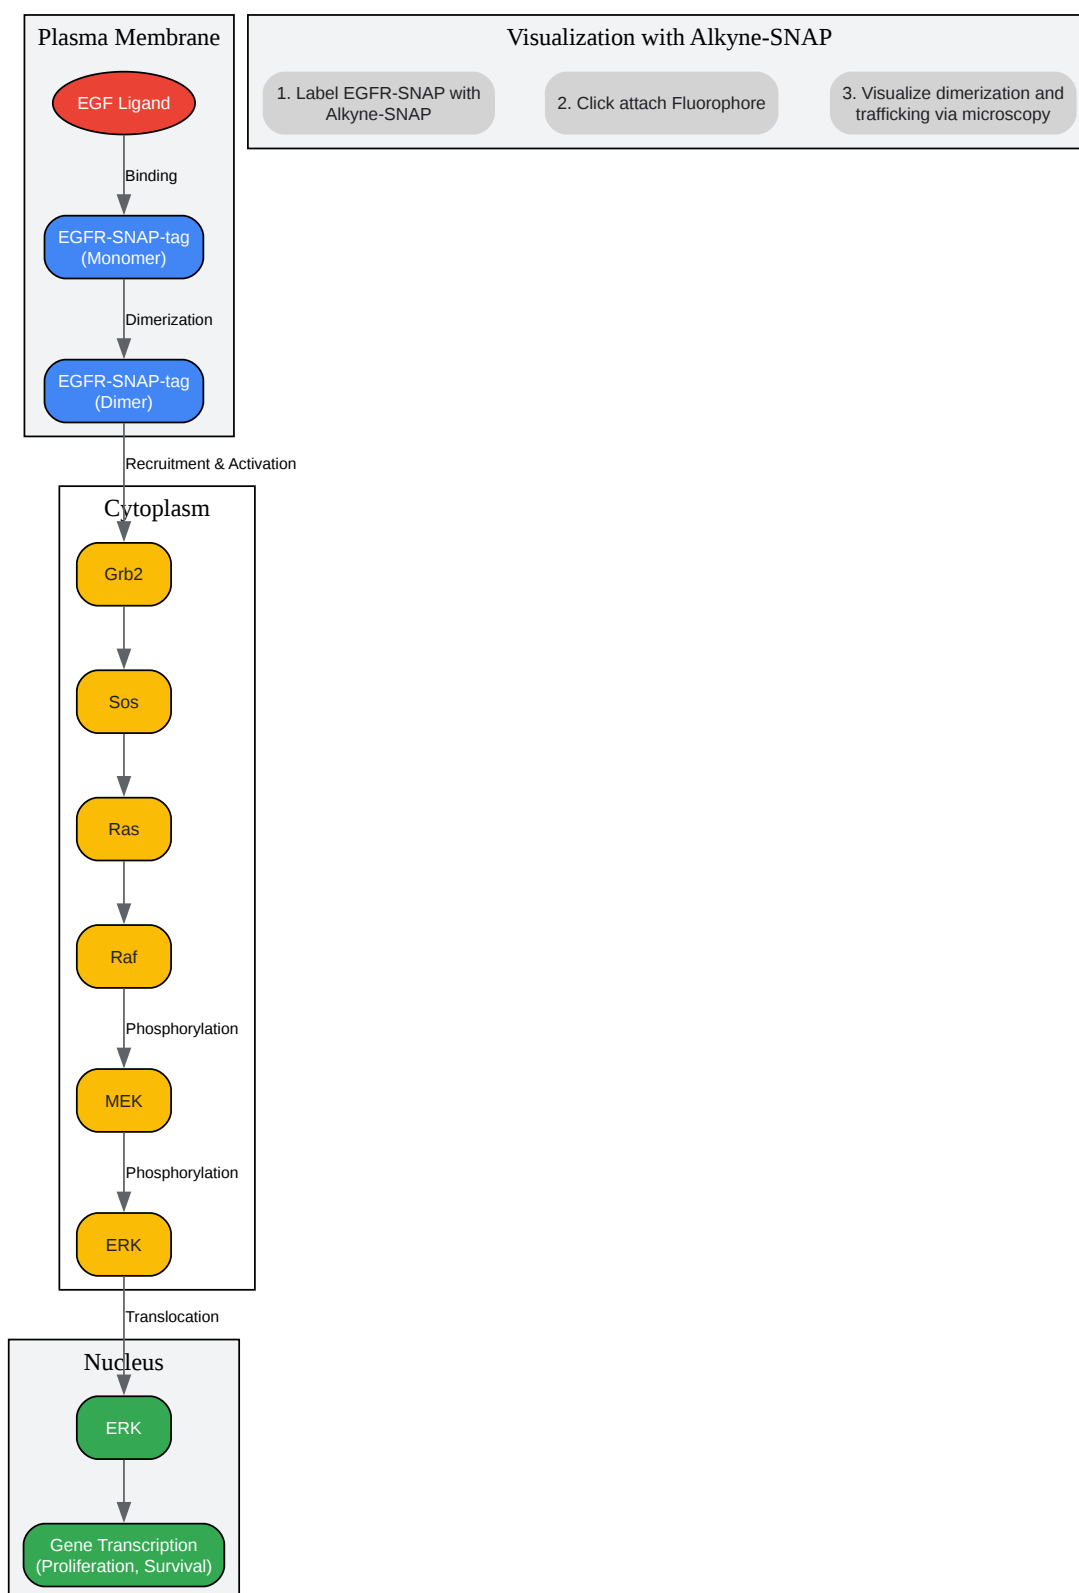 Plasma Membrane
EGF Ligand
Binding
EGFR-SNAP-tag
(Monomer)
Dimerization
EGFR-SNAP-tag
(Dimer)
Recruitment & Activation
Cytoplasm
Grb2
Sos
Ras
Raf
Phosphorylation
MEK
Phosphorylation
ERK
Translocation
Nucleus
ERK
Gene Transcription
(Proliferation, Survival)
Visualization with Alkyne-SNAP
1. Label EGFR-SNAP with
Alkyne-SNAP
2. Click attach Fluorophore
3. Visualize dimerization and
trafficking via microscopy